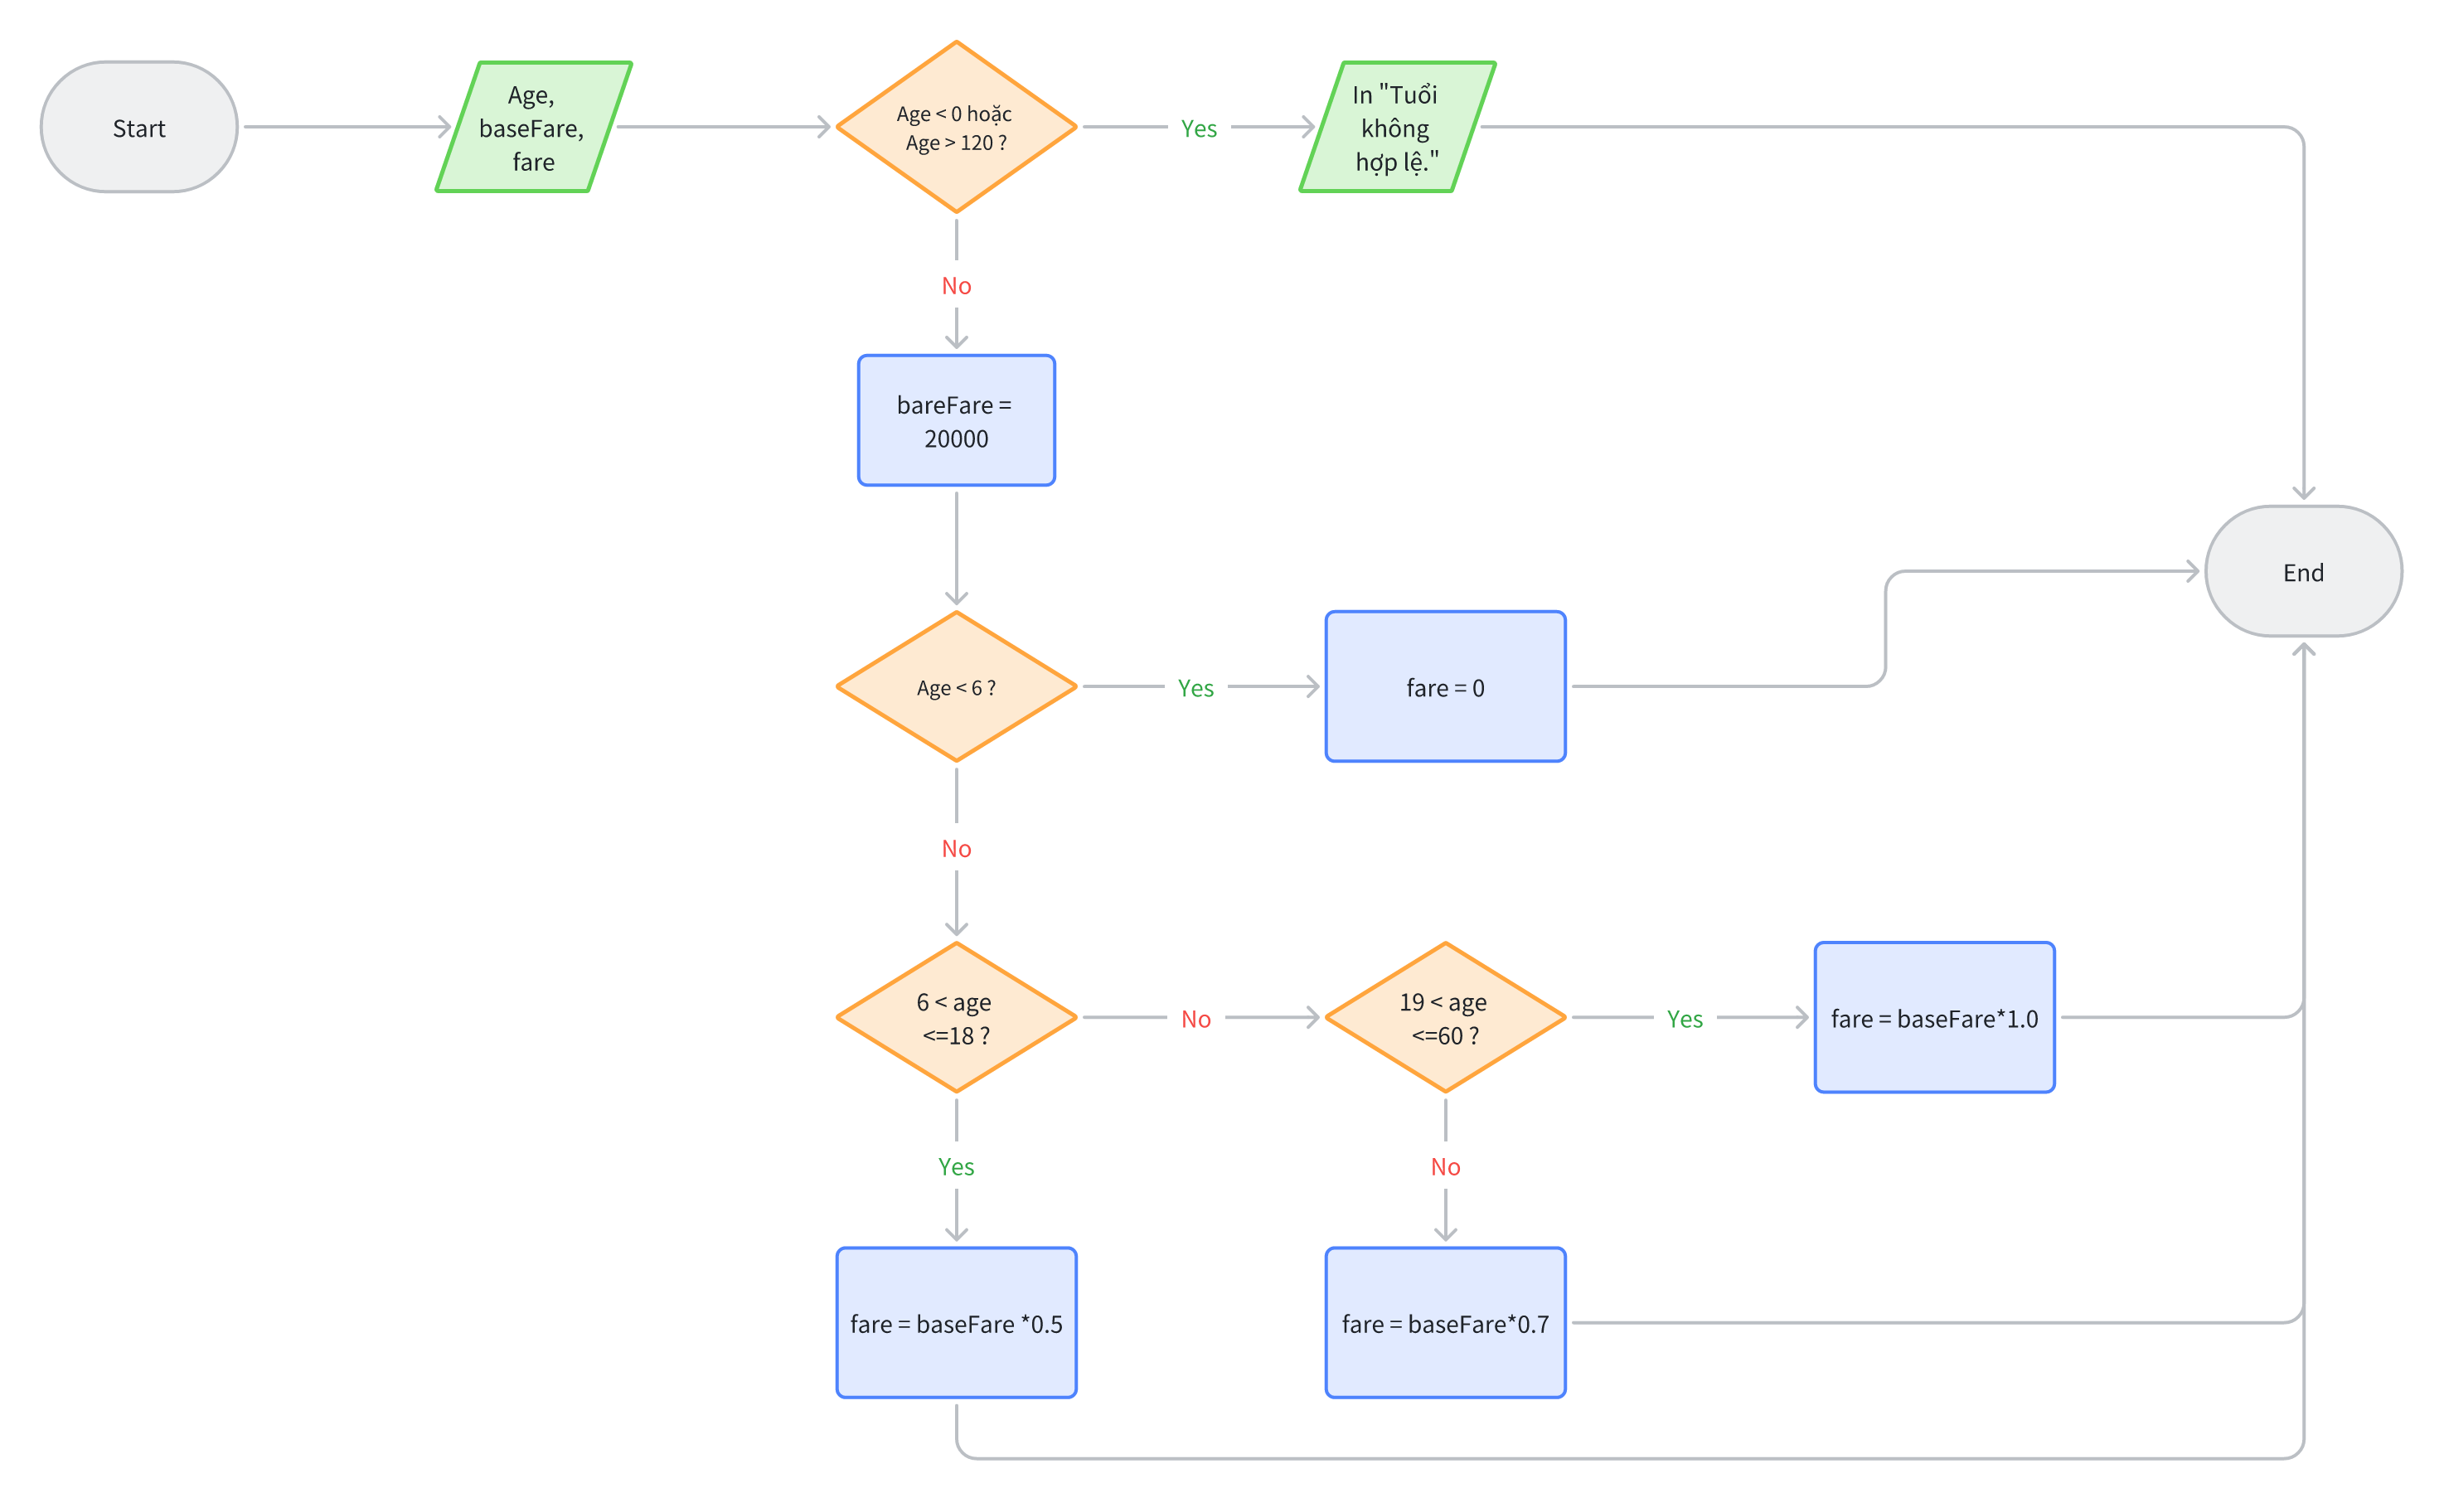 Start
Age,
baseFare,
fare
Age < 0 hoặc
Age > 120 ?
Yes
In "Tuổi
không
hợp lệ."
No
bareFare =
20000
End
Age < 6 ?
Yes
fare = 0
No
6 < age
<=18 ?
No
19 < age
<=60 ?
Yes
fare = baseFare*1.0
Yes
No
fare = baseFare *0.5
fare = baseFare*0.7